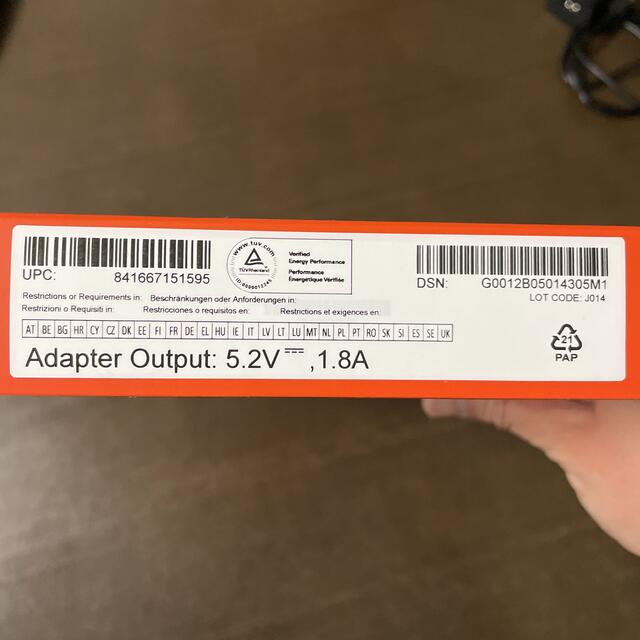 UPC: 841667151595
www.tuv.com
TÜVRheinland
ID:0000012345
Verified
Energy Performance
Performance
Énergétique Vérifiée
DSN: G0012B05014305M1
LOT CODE: J014
Restrictions or Requirements in: Beschränkungen oder Anforderungen in:
Restrizioni o Requisiti in: Restricciones o requisitos en: Restrictions et exigences en:
AT BE BG HR CY CZ DK EE FI FR DE EL HU IE IT LV LT LU MT NL PL PT RO SK SI ES SE UK
Adapter Output: 5.2V ⎓ ,1.8A
21
PAP